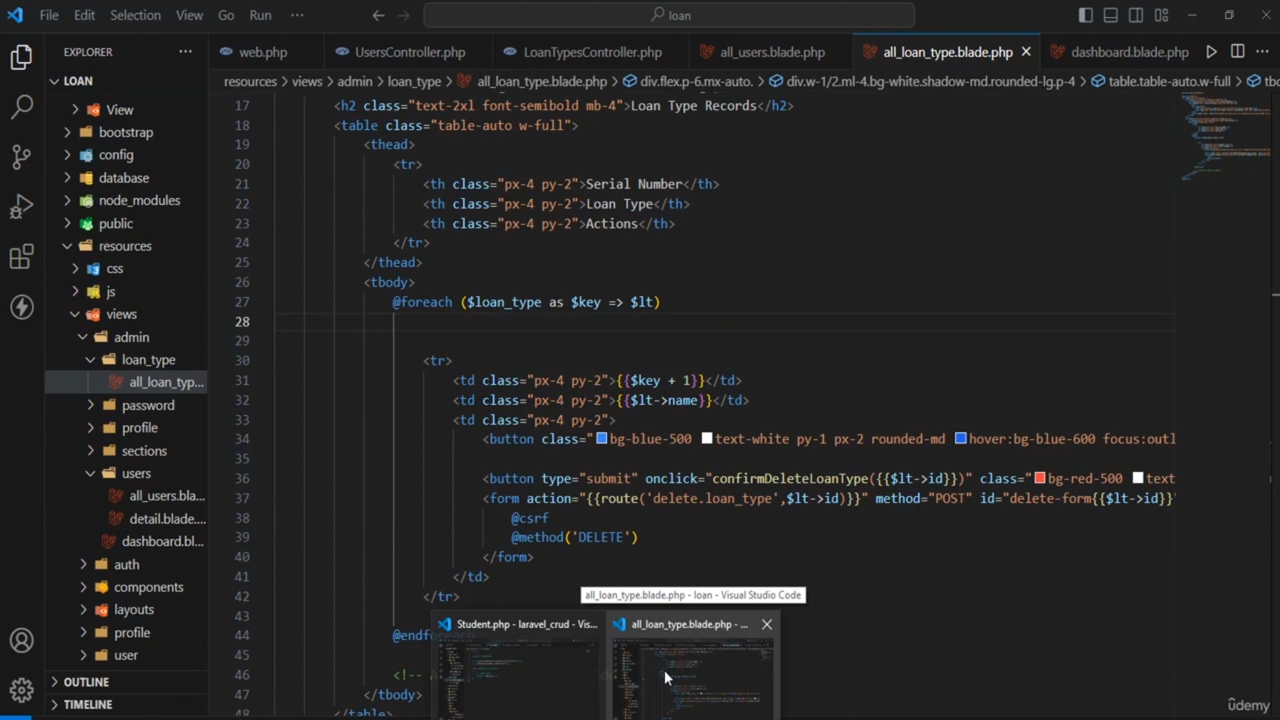 File Edit Selection View Go Run ··· loan
EXPLORER ···
web.php UsersController.php LoanTypesController.php all_users.blade.php all_loan_type.blade.php dashboard.blade.php ···
LOAN
resources > views > admin > loan_type > all_loan_type.blade.php > div.flex.p-6.mx-auto. > div.w-1/2.ml-4.bg-white.shadow-md.rounded-lg.p-4 > table.table-auto.w-full >
View
bootstrap
config
database
node_modules
public
resources
css
js
views
admin
loan_type
all_loan_typ...
password
profile
sections
users
all_users.bla...
detail.blade....
dashboard.bl...
auth
components
layouts
profile
user
OUTLINE
TIMELINE
17 <h2 class="text-2xl font-semibold mb-4">Loan Type Records</h2>
18 <table class="table-auto w-full">
19 <thead>
20 <tr>
21 <th class="px-4 py-2">Serial Number</th>
22 <th class="px-4 py-2">Loan Type</th>
23 <th class="px-4 py-2">Actions</th>
24 </tr>
25 </thead>
26 <tbody>
27 @foreach ($loan_type as $key => $lt)
28
29
30 <tr>
31 <td class="px-4 py-2">{{$key + 1}}</td>
32 <td class="px-4 py-2">{{$lt->name}}</td>
33 <td class="px-4 py-2">
34 <button class="bg-blue-500 text-white py-1 px-2 rounded-md hover:bg-blue-600 focus:outl
35
36 <button type="submit" onclick="confirmDeleteLoanType({{$lt->id}})" class="bg-red-500 text
37 <form action="{{route('delete.loan_type',$lt->id)}}" method="POST" id="delete-form{{$lt->id}}"
38 @csrf
39 @method('DELETE')
40 </form>
41 </td>
42 </tr>
43
44 @endforeach
45
46 <!--
47 </tbody>
48 </table>
all_loan_type.blade.php - loan - Visual Studio Code
Student.php - laravel_crud - Vis...
all_loan_type.blade.php - ...
udemy